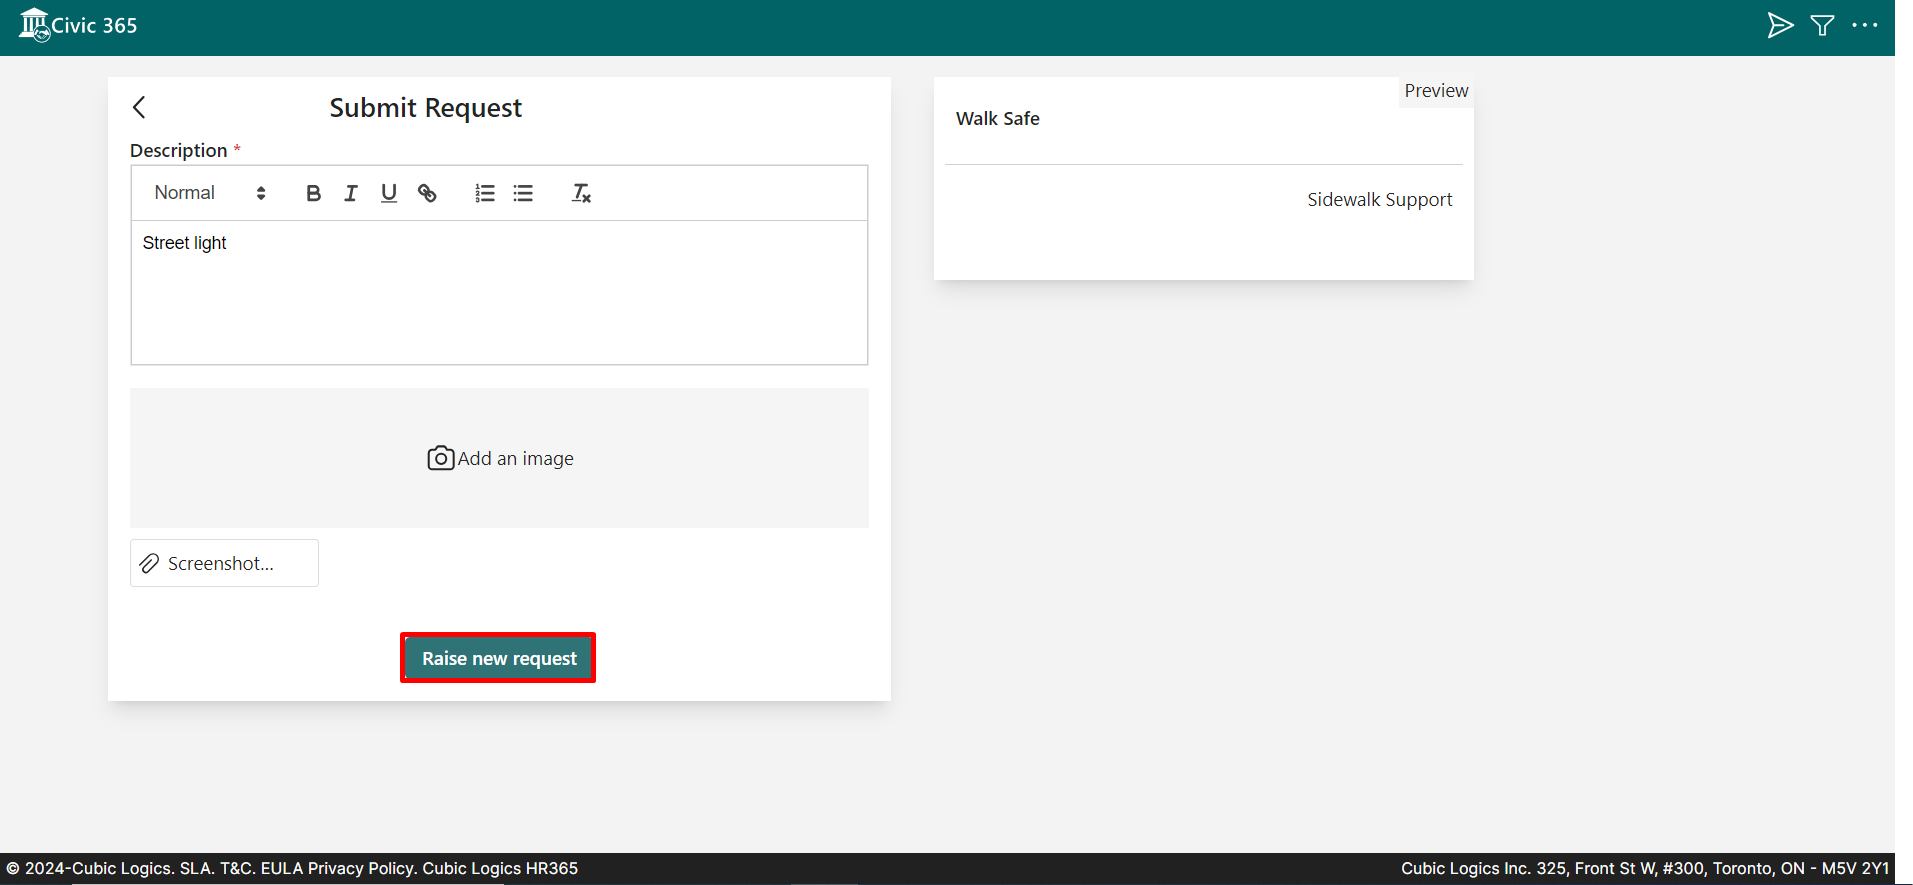 Civic 365
Submit Request
Description *
Normal
Street light
Add an image
Screenshot...
Raise new request
Preview
Walk Safe
Sidewalk Support
© 2024-Cubic Logics. SLA. T&C. EULA Privacy Policy. Cubic Logics HR365
Cubic Logics Inc. 325, Front St W, #300, Toronto, ON - M5V 2Y1